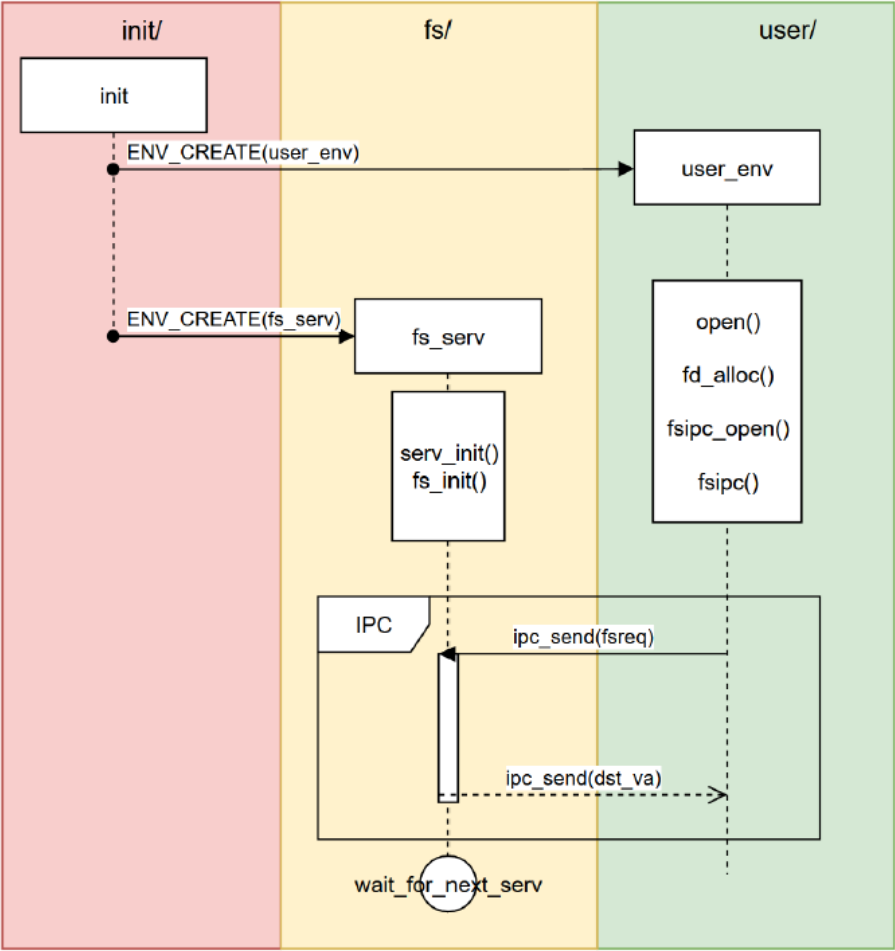 init/
fs/
user/
init
ENV_CREATE(user_env)
user_env
ENV_CREATE(fs_serv)
fs_serv
open()
fd_alloc()
fsipc_open()
fsipc()
serv_init()
fs_init()
IPC
ipc_send(fsreq)
ipc_send(dst_va)
wait_for_next_serv